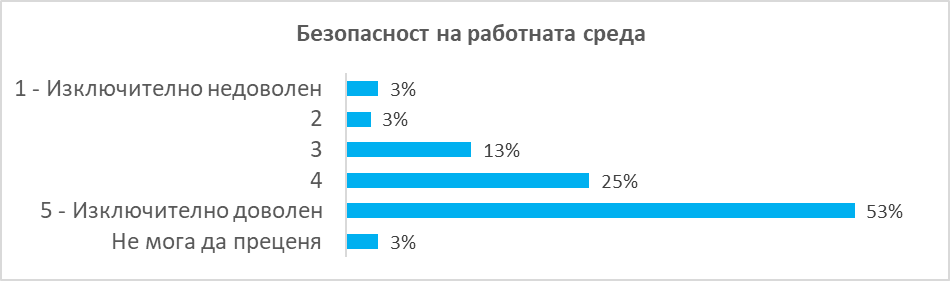 Безопасност на работната среда
1 - Изключително недоволен 3%
2 3%
3 13%
4 25%
5 - Изключително доволен 53%
Не мога да преценя 3%